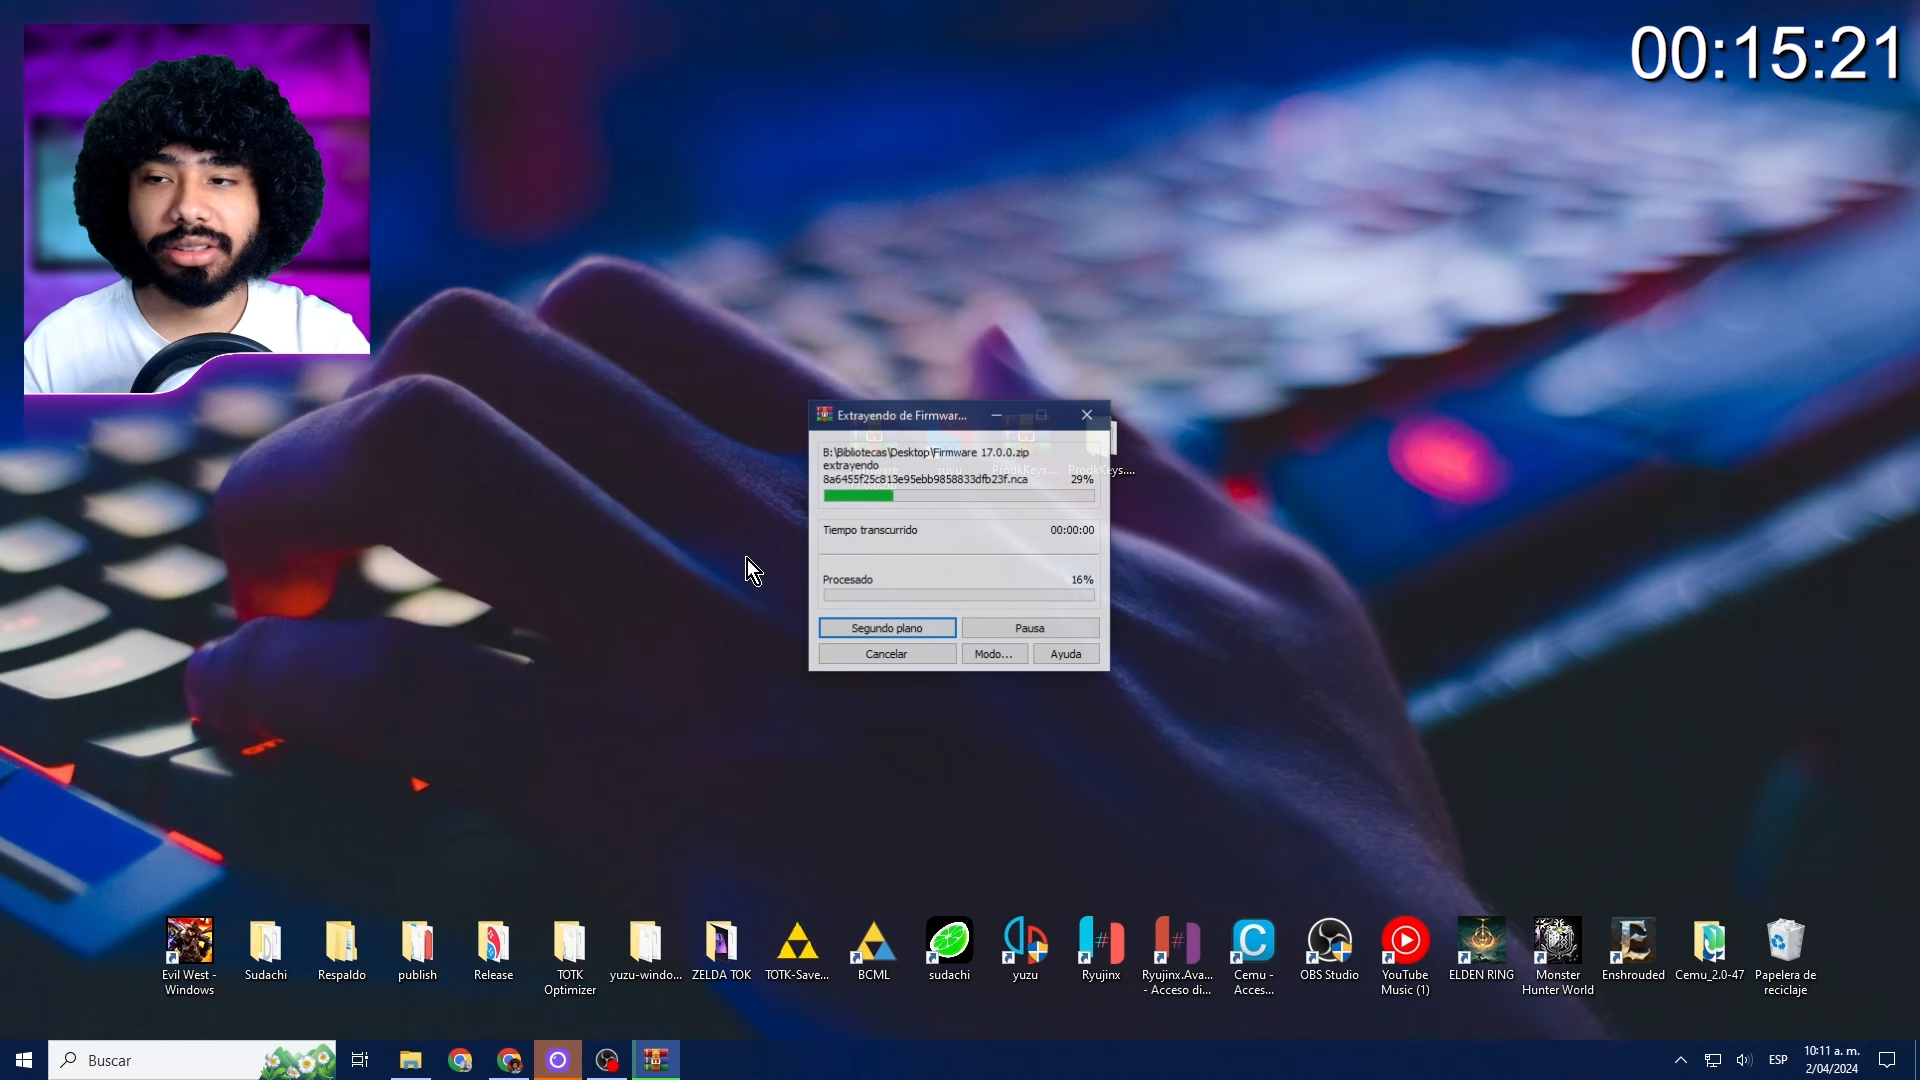 00:15:21
Extrayendo de Firmwar...
B:\Bibliotecas\Desktop\Firmware 17.0.0.zip
extrayendo
8a6455f25c813e95ebb9858833dfb23f.nca 29%
suyu ProdkKeys.... ProdkKeys....
Tiempo transcurrido 00:00:00
Procesado 16%
Segundo plano Pausa
Cancelar Modo... Ayuda
Evil West - Windows
Sudachi
Respaldo
publish
Release
TOTK Optimizer
yuzu-windo...
ZELDA TOK
TOTK-Save...
BCML
sudachi
yuzu
Ryujinx
Ryujinx.Ava... - Acceso di...
Cemu - Acces...
OBS Studio
YouTube Music (1)
ELDEN RING
Monster Hunter World
Enshrouded
Cemu_2.0-47
Papelera de reciclaje
Buscar
ESP
10:11 a. m.
2/04/2024